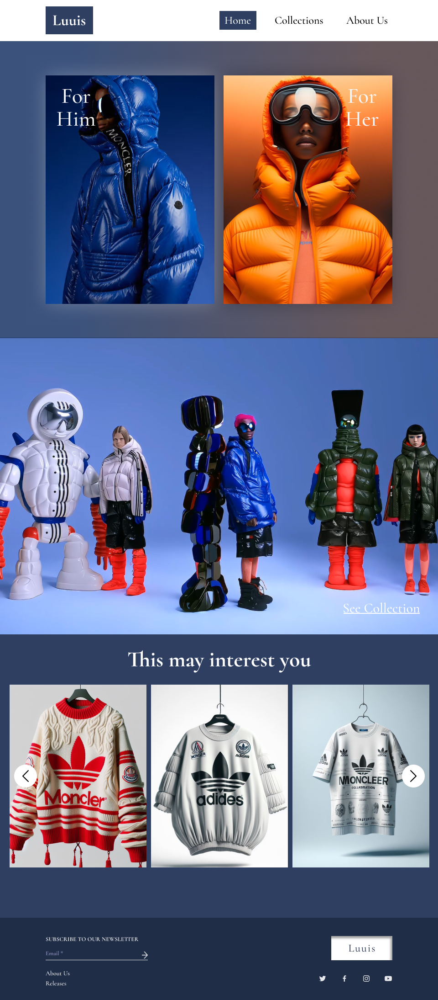 Luuis
Home
Collections
About Us
For
Him
For
Her
MONCLER
See Collection
This may interest you
Moncler
MONCLER
ADIDAS
adides
MONCLEER
COLLABRATION
SUBSCRIBE TO OUR NEWSLETTER
Email *
About Us
Releases
Luuis